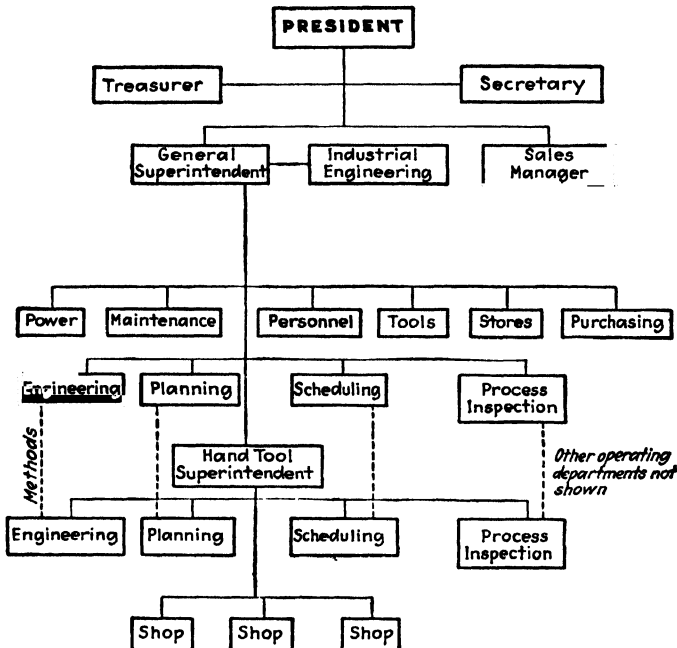 PRESIDENT
Treasurer
Secretary
General
Superintendent
Industrial
Engineering
Sales
Manager
Power
Maintenance
Personnel
Tools
Stores
Purchasing
Engineering
Planning
Scheduling
Process
Inspection
Methods
Hand Tool
Superintendent
Other operating
departments not
shown
Engineering
Planning
Scheduling
Process
Inspection
Shop
Shop
Shop